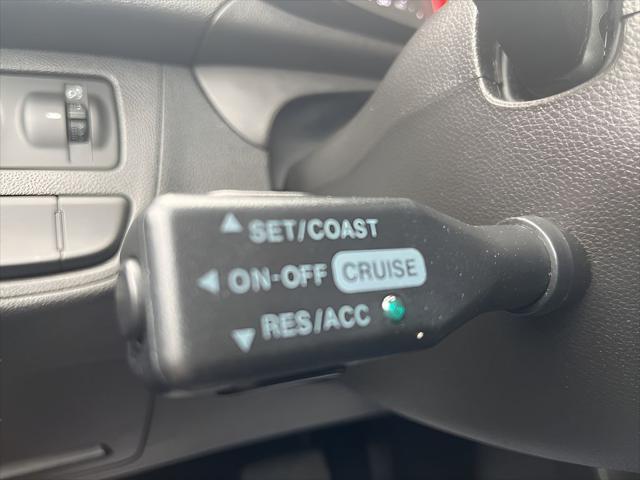 ▲ SET/COAST
◀ ON-OFF CRUISE
▼ RES/ACC